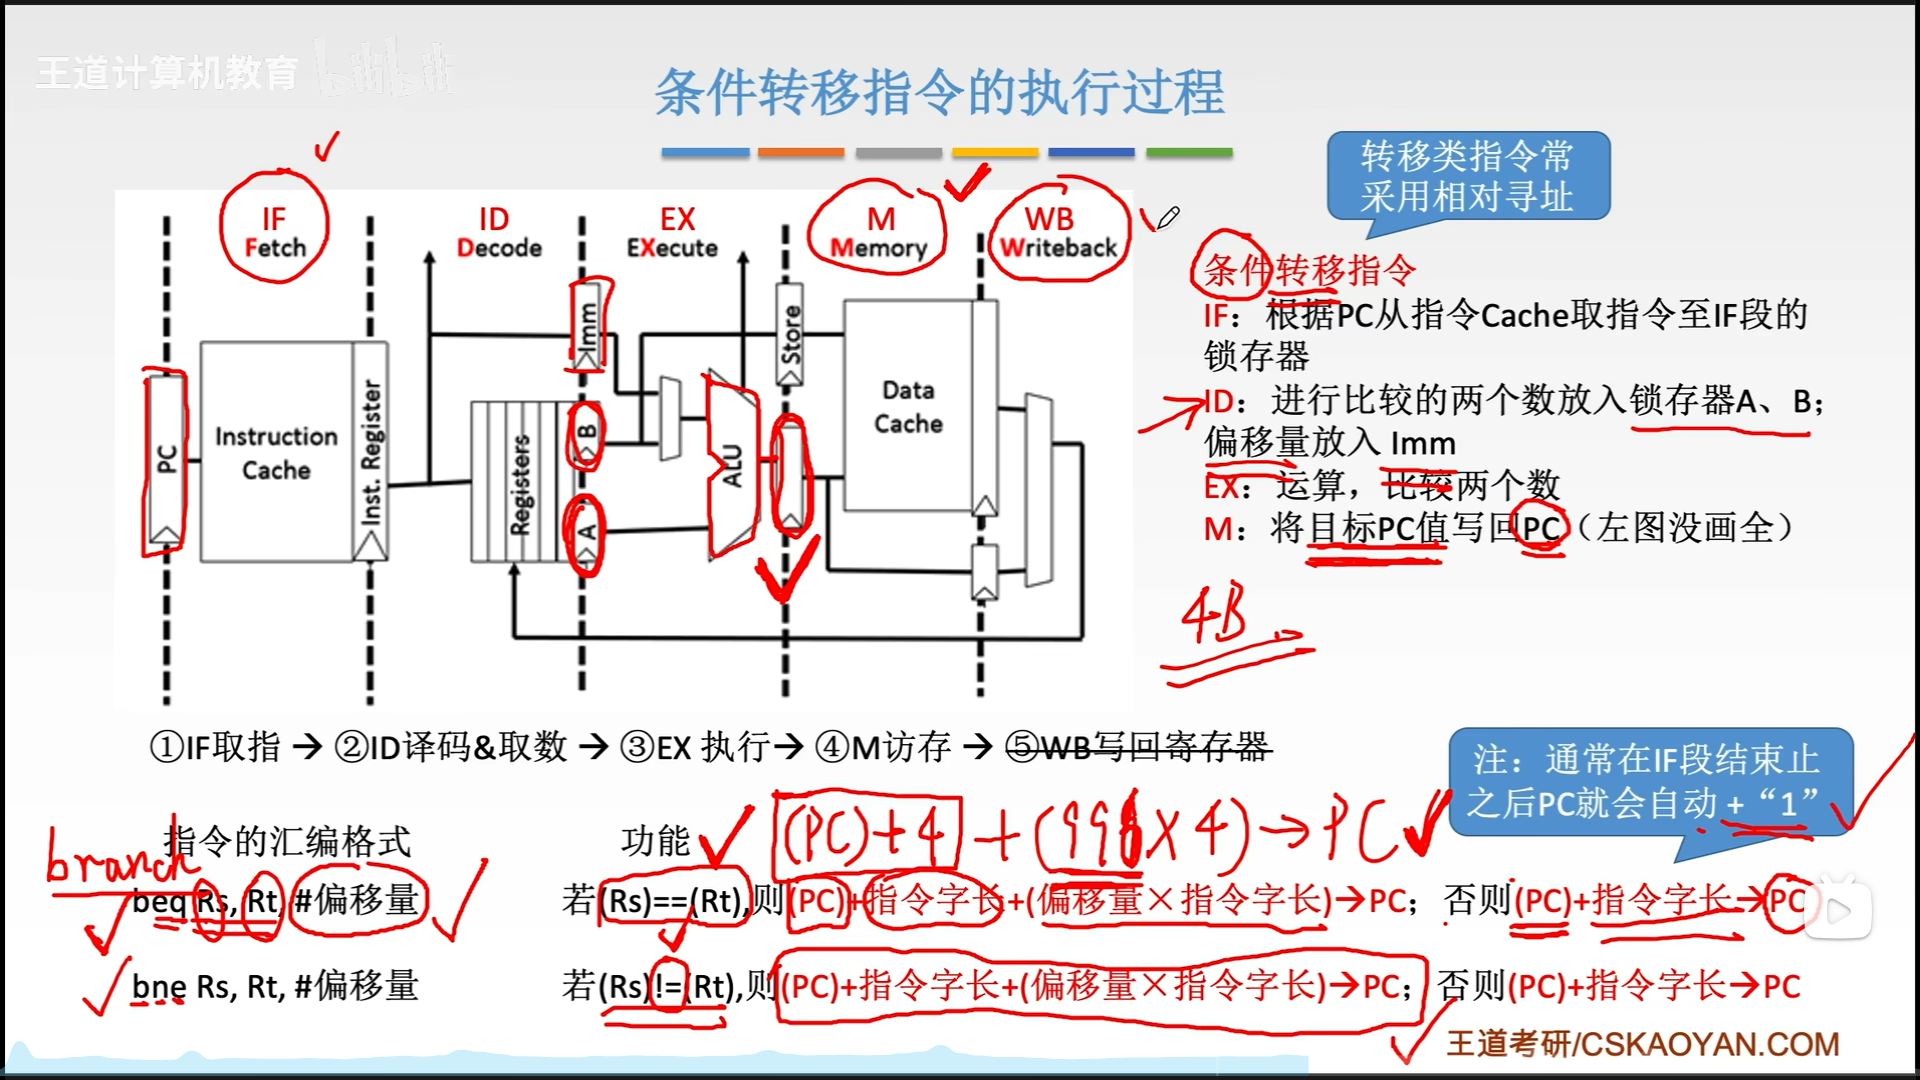 王道计算机教育 bilibili
条件转移指令的执行过程
转移类指令常
采用相对寻址
IF
Fetch
ID
Decode
EX
EXecute
M
Memory
WB
Writeback
PC
Instruction
Cache
Inst. Register
Registers
Imm
B
A
ALU
Store
Data
Cache
条件转移指令
IF：根据PC从指令Cache取指令至IF段的
锁存器
ID：进行比较的两个数放入锁存器A、B；
偏移量放入 Imm
EX：运算，比较两个数
M：将目标PC值写回PC（左图没画全）
4B
①IF取指 → ②ID译码&取数 → ③EX 执行→ ④M访存 → ⑤WB写回寄存器
注：通常在IF段结束止
之后PC就会自动 +“1”
指令的汇编格式
功能
(PC)+4 + (998×4)→PC
branch
beq Rs, Rt, #偏移量
若(Rs)==(Rt),则(PC)+指令字长+(偏移量×指令字长)→PC；否则(PC)+指令字长→PC
bne Rs, Rt, #偏移量
若(Rs)!=(Rt),则(PC)+指令字长+(偏移量×指令字长)→PC；否则(PC)+指令字长→PC
王道考研/CSKAOYAN.COM